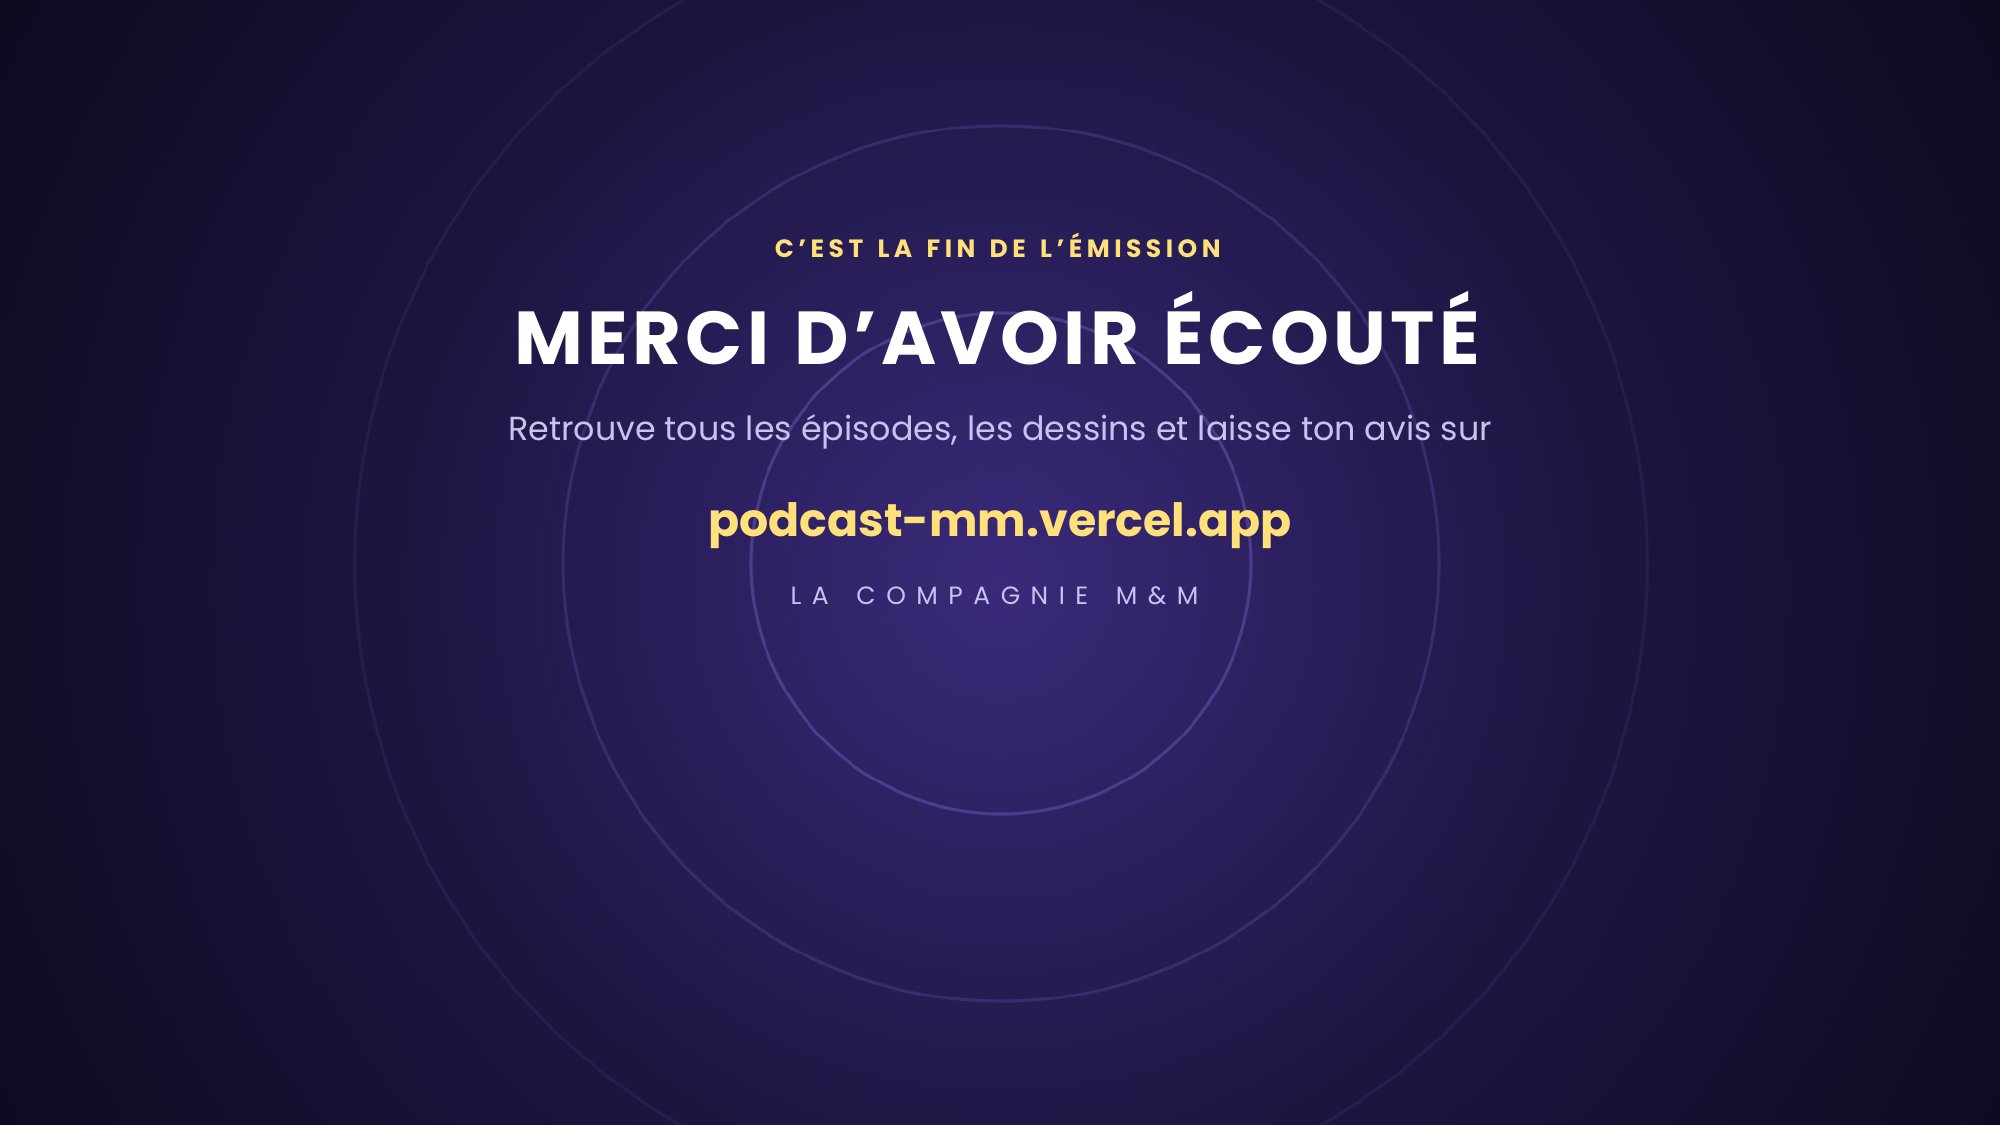 C’EST LA FIN DE L’ÉMISSION
MERCI D’AVOIR ÉCOUTÉ
Retrouve tous les épisodes, les dessins et laisse ton avis sur
podcast-mm.vercel.app
LA COMPAGNIE M&M